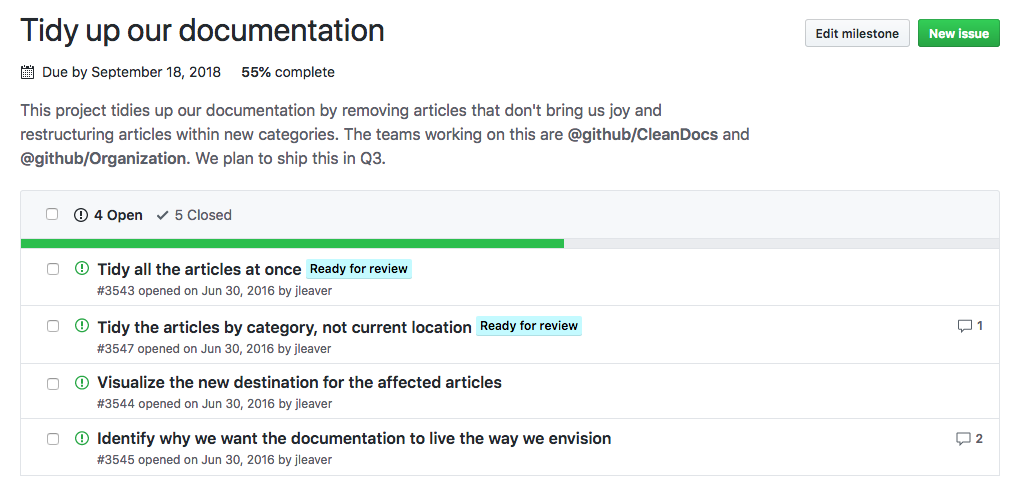 Tidy up our documentation
Edit milestone
New issue
Due by September 18, 2018 55% complete
This project tidies up our documentation by removing articles that don't bring us joy and
restructuring articles within new categories. The teams working on this are @github/CleanDocs and
@github/Organization. We plan to ship this in Q3.
4 Open 5 Closed
Tidy all the articles at once Ready for review
#3543 opened on Jun 30, 2016 by jleaver
Tidy the articles by category, not current location Ready for review 1
#3547 opened on Jun 30, 2016 by jleaver
Visualize the new destination for the affected articles
#3544 opened on Jun 30, 2016 by jleaver
Identify why we want the documentation to live the way we envision 2
#3545 opened on Jun 30, 2016 by jleaver